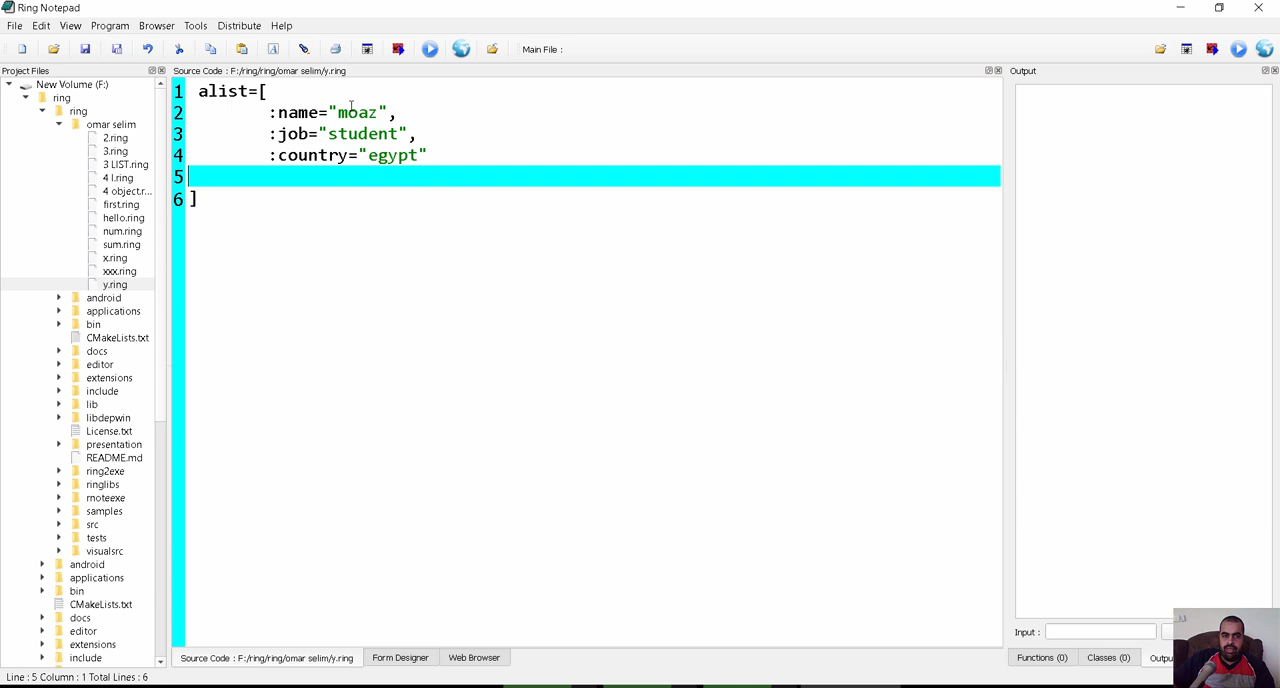 Ring Notepad
File Edit View Program Browser Tools Distribute Help
Main File :
Project Files
Source Code : F:/ring/ring/omar selim/y.ring
Output
New Volume (F:)
ring
ring
omar selim
2.ring
3.ring
3 LIST.ring
4 l.ring
4 object.r...
first.ring
hello.ring
num.ring
sum.ring
x.ring
xxx.ring
y.ring
android
applications
bin
CMakeLists.txt
docs
editor
extensions
include
lib
libdepwin
License.txt
presentation
README.md
ring2exe
ringlibs
rnoteexe
samples
src
tests
visualsrc
android
applications
bin
CMakeLists.txt
docs
editor
extensions
include
1 alist=[
2 :name="moaz",
3 :job="student",
4 :country="egypt"
5
6 ]
Input :
Source Code : F:/ring/ring/omar selim/y.ring
Form Designer
Web Browser
Functions (0)
Classes (0)
Outpu
Line : 5 Column : 1 Total Lines : 6